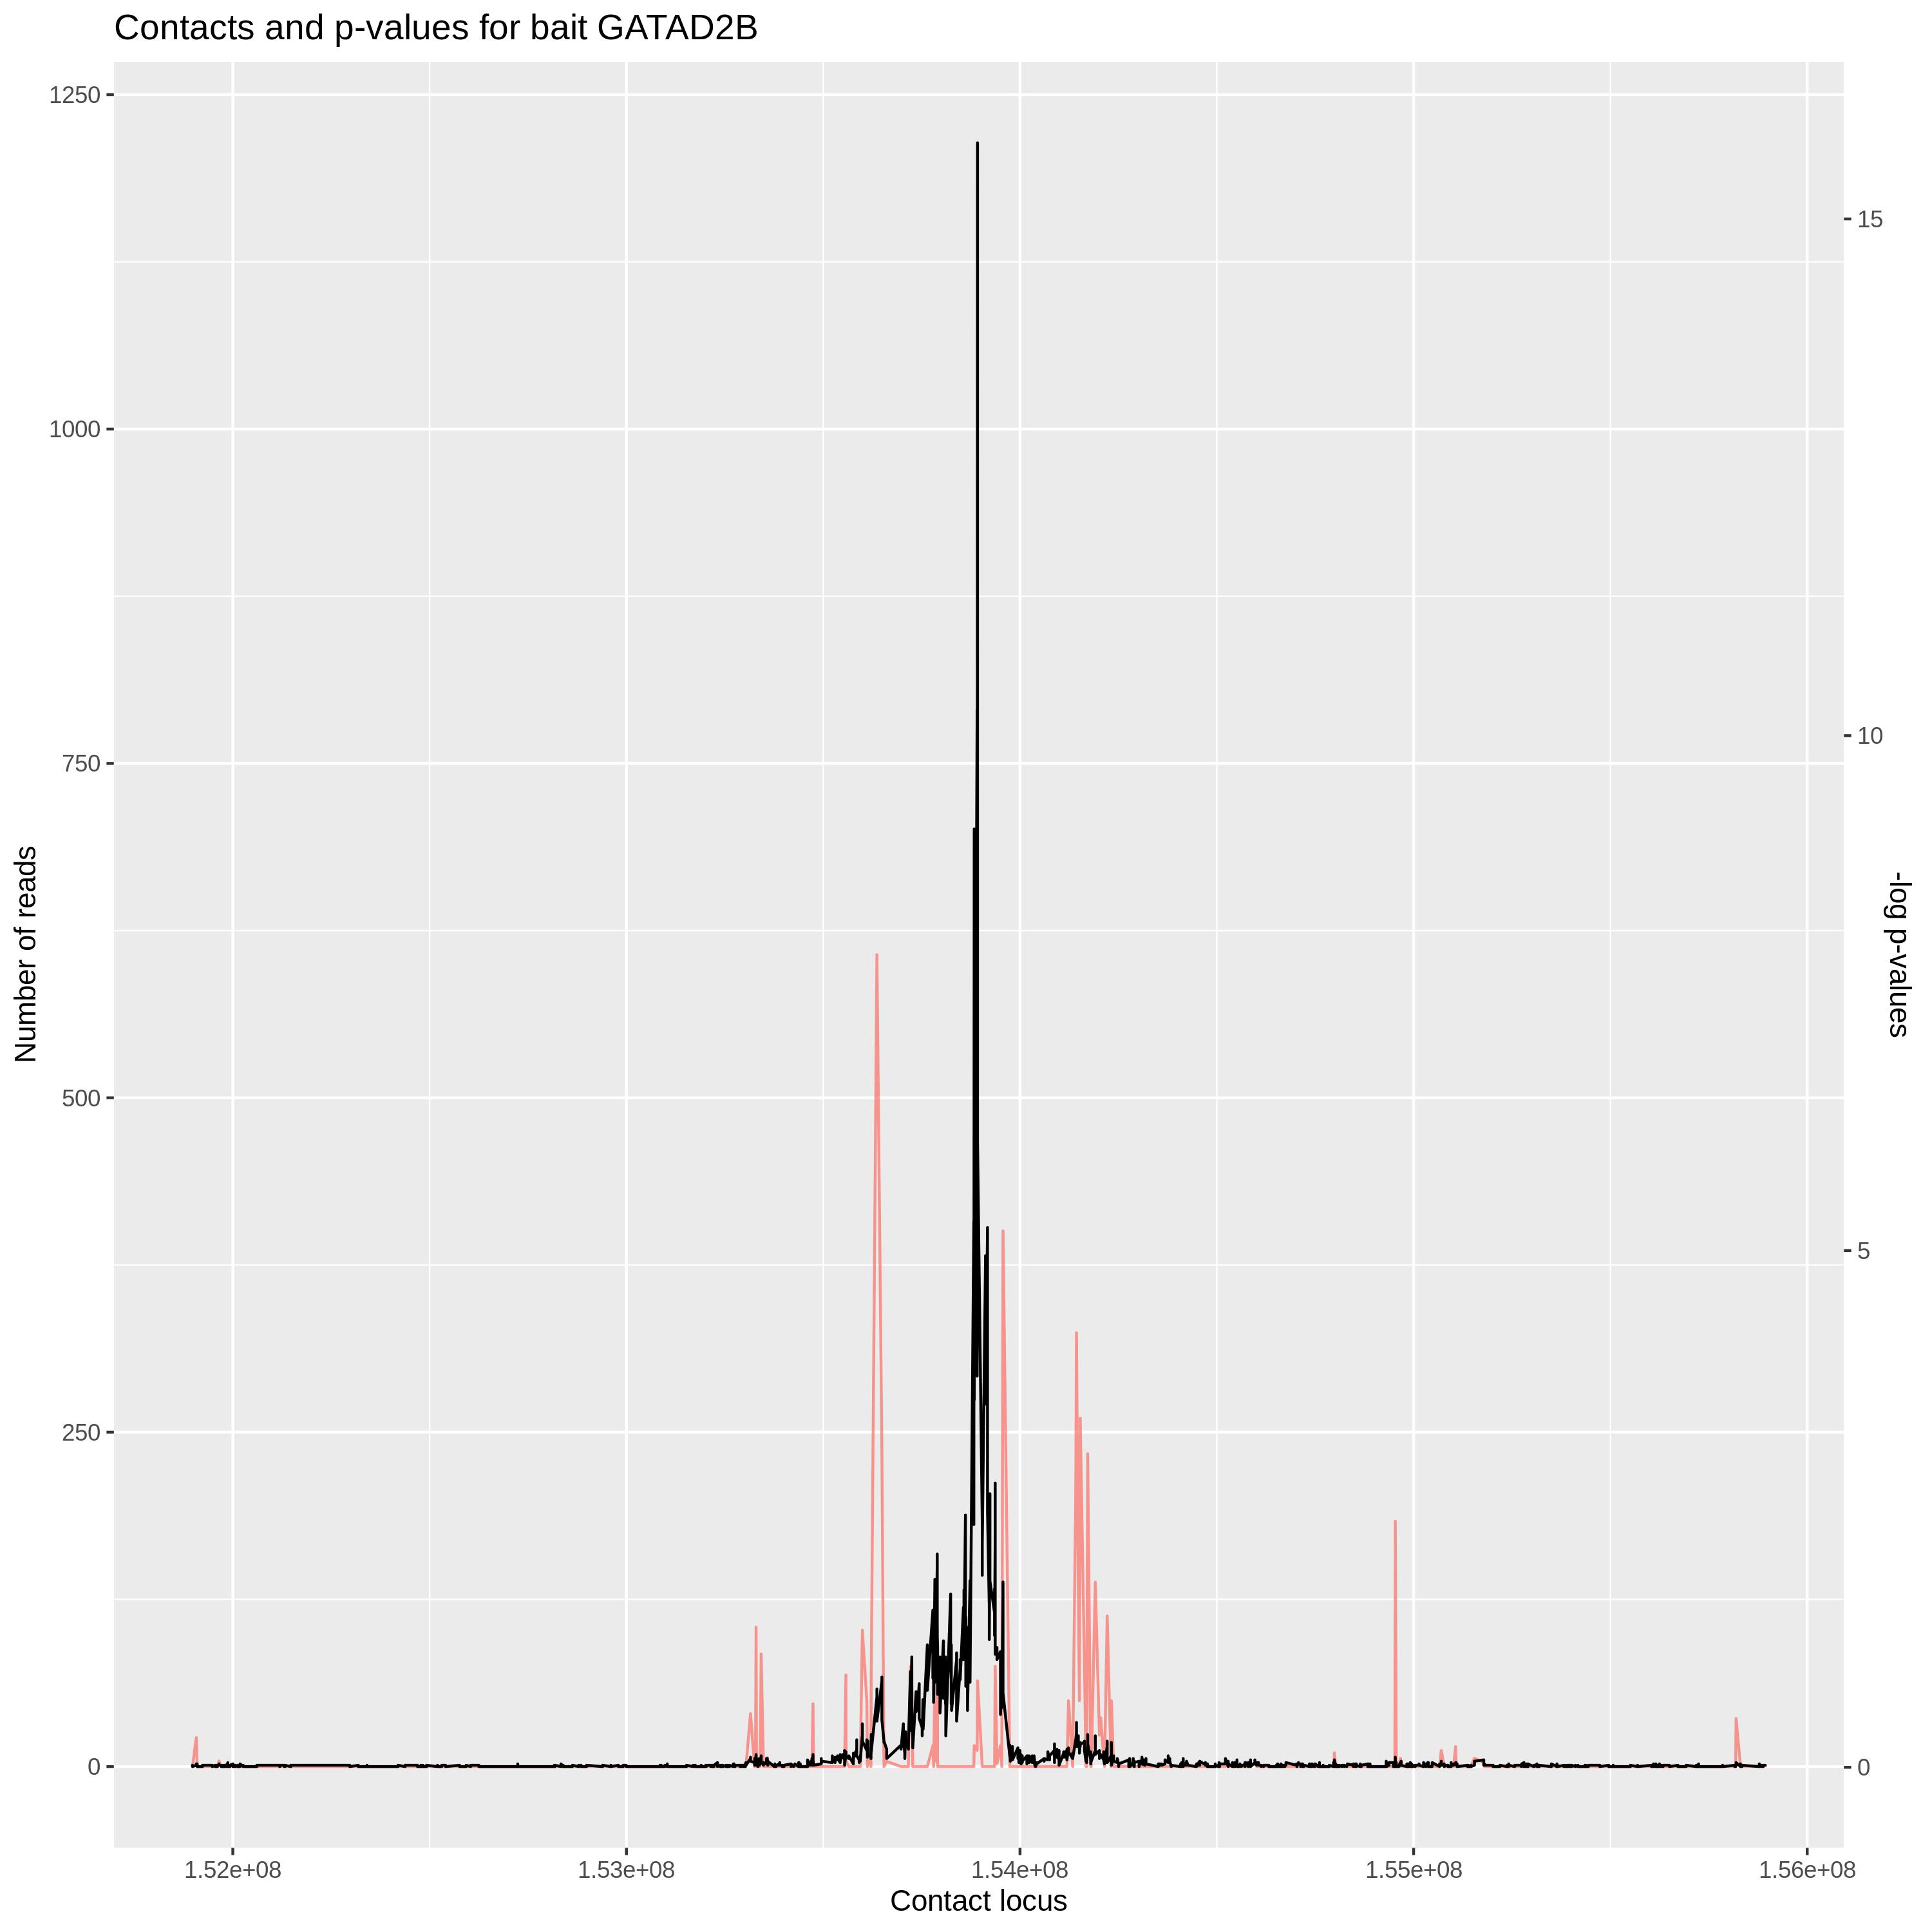 Contacts and p-values for bait GATAD2B
1250
1000
750
500
250
0
Number of reads
15
10
5
0
-log p-values
1.52e+08
1.53e+08
1.54e+08
1.55e+08
1.56e+08
Contact locus